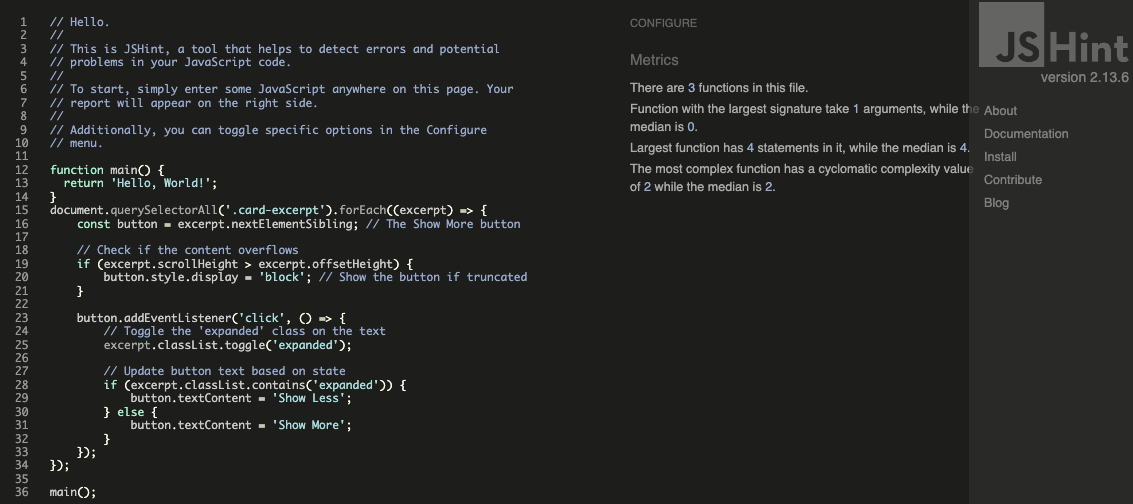 1 // Hello.
2 //
3 // This is JSHint, a tool that helps to detect errors and potential
4 // problems in your JavaScript code.
5 //
6 // To start, simply enter some JavaScript anywhere on this page. Your
7 // report will appear on the right side.
8 //
9 // Additionally, you can toggle specific options in the Configure
10 // menu.
11
12 function main() {
13   return 'Hello, World!';
14 }
15 document.querySelectorAll('.card-excerpt').forEach((excerpt) => {
16     const button = excerpt.nextElementSibling; // The Show More button
17
18     // Check if the content overflows
19     if (excerpt.scrollHeight > excerpt.offsetHeight) {
20         button.style.display = 'block'; // Show the button if truncated
21     }
22
23     button.addEventListener('click', () => {
24         // Toggle the 'expanded' class on the text
25         excerpt.classList.toggle('expanded');
26
27         // Update button text based on state
28         if (excerpt.classList.contains('expanded')) {
29             button.textContent = 'Show Less';
30         } else {
31             button.textContent = 'Show More';
32         }
33     });
34 });
35
36 main();
CONFIGURE
Metrics
There are 3 functions in this file.
Function with the largest signature take 1 arguments, while the
median is 0.
Largest function has 4 statements in it, while the median is 4.
The most complex function has a cyclomatic complexity value
of 2 while the median is 2.
JSHint
version 2.13.6
About
Documentation
Install
Contribute
Blog